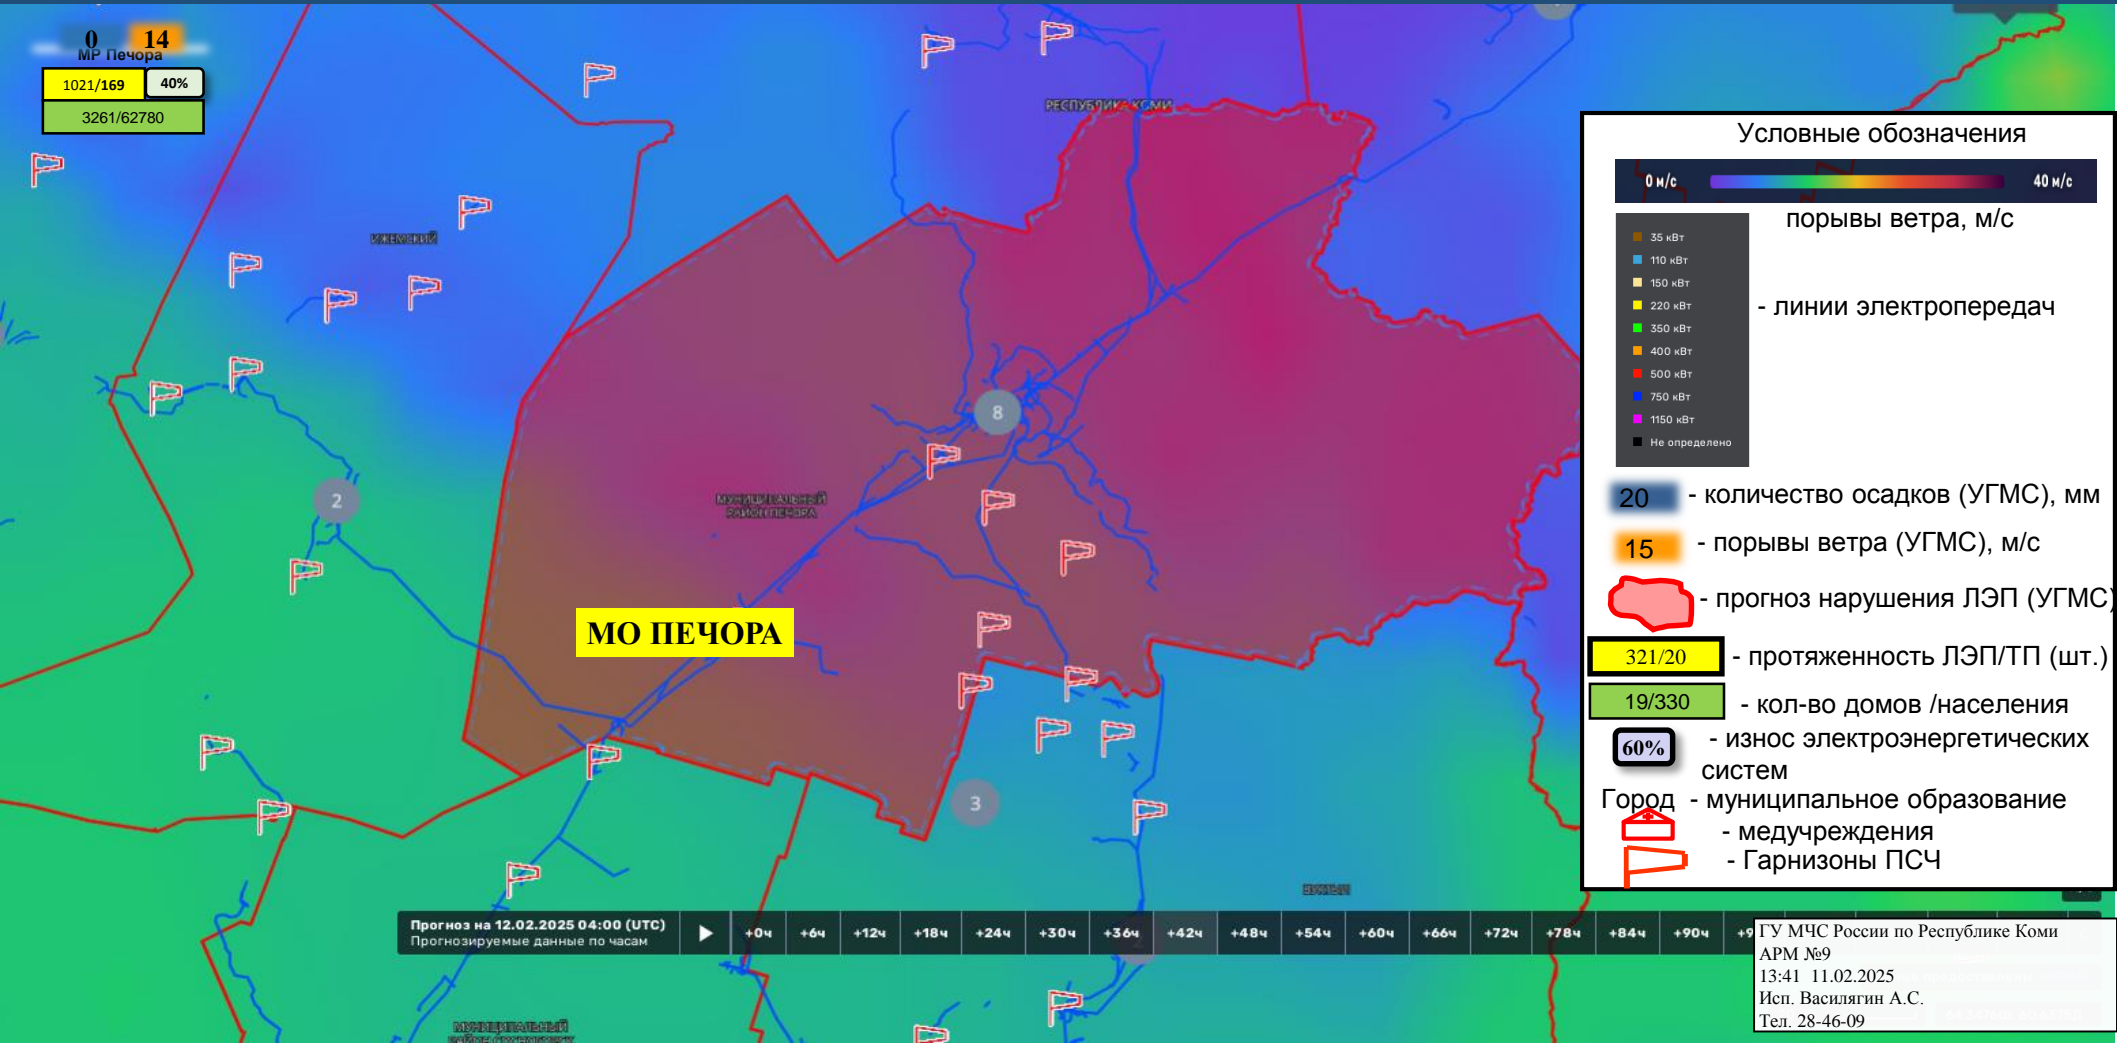 0 14
МР Печора
1021/169 40%
3261/62780
РЕСПУБЛИКА КОМИ
ИЖЕМСКИЙ
8
2
МУНИЦИПАЛЬНЫЙ
РАЙОН ПЕЧОРА
МО ПЕЧОРА
3
ВУКТЫЛ
МУНИЦИПАЛЬНЫЙ
Условные обозначения
0 м/с 40 м/с
порывы ветра, м/с
35 кВт
110 кВт
150 кВт
220 кВт
350 кВт
400 кВт
500 кВт
750 кВт
1150 кВт
Не определено
- линии электропередач
20 - количество осадков (УГМС), мм
15 - порывы ветра (УГМС), м/с
- прогноз нарушения ЛЭП (УГМС)
321/20 - протяженность ЛЭП/ТП (шт.)
19/330 - кол-во домов /населения
60% - износ электроэнергетических
систем
Город - муниципальное образование
- медучреждения
- Гарнизоны ПСЧ
Прогноз на 12.02.2025 04:00 (UTC)
Прогнозируемые данные по часам
+0ч +6ч +12ч +18ч +24ч +30ч +36ч +42ч +48ч +54ч +60ч +66ч +72ч +78ч +84ч +90ч
ГУ МЧС России по Республике Коми
АРМ №9
13:41 11.02.2025
Исп. Василягин А.С.
Тел. 28-46-09